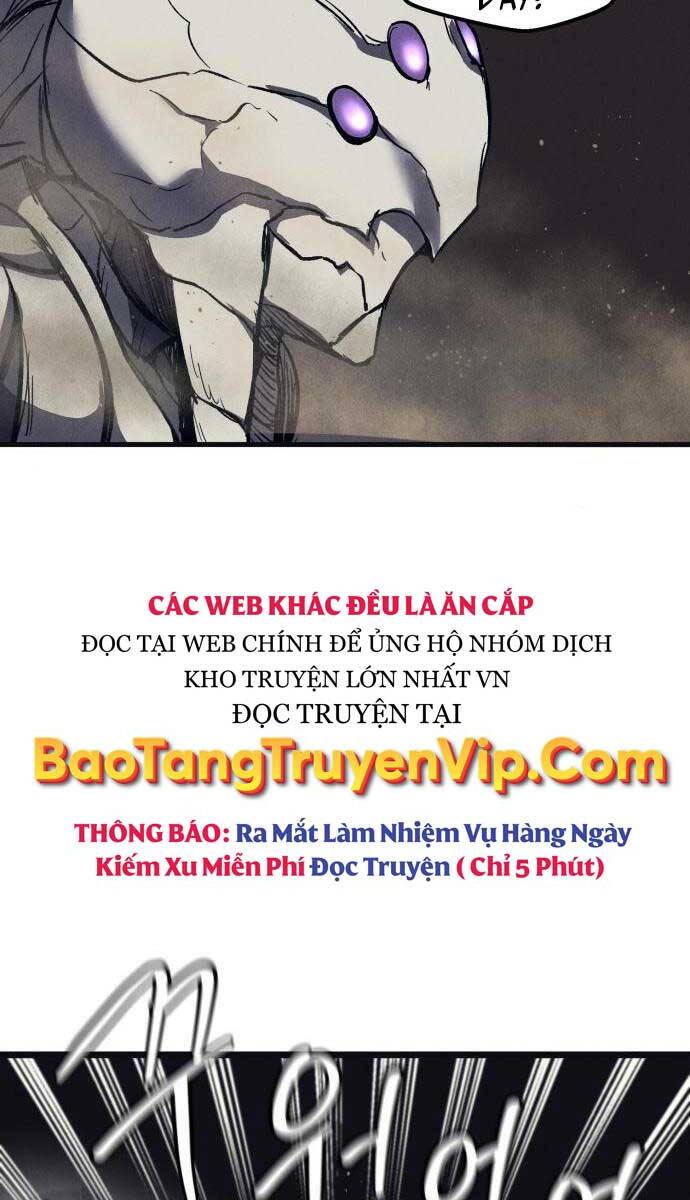 CÁC WEB KHÁC ĐỀU LÀ ĂN CẮP
ĐỌC TẠI WEB CHÍNH ĐỂ ỦNG HỘ NHÓM DỊCH
KHO TRUYỆN LỚN NHẤT VN
ĐỌC TRUYỆN TẠI
BaoTangTruyenVip.Com
THÔNG BÁO: Ra Mắt Làm Nhiệm Vụ Hàng Ngày
Kiếm Xu Miễn Phí Đọc Truyện ( Chỉ 5 Phút)